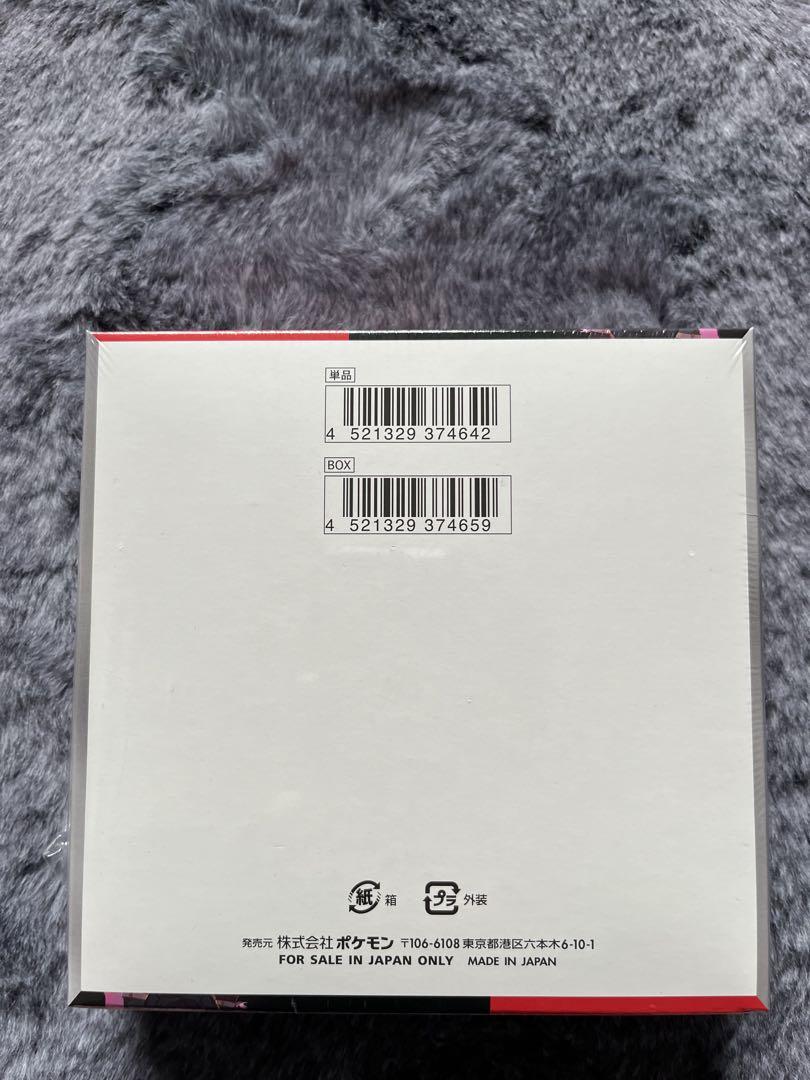 単品
4 521329 374642
BOX
4 521329 374659
紙 箱 プラ 外装
発売元 株式会社 ポケモン 〒106-6108 東京都港区六本木6-10-1
FOR SALE IN JAPAN ONLY MADE IN JAPAN